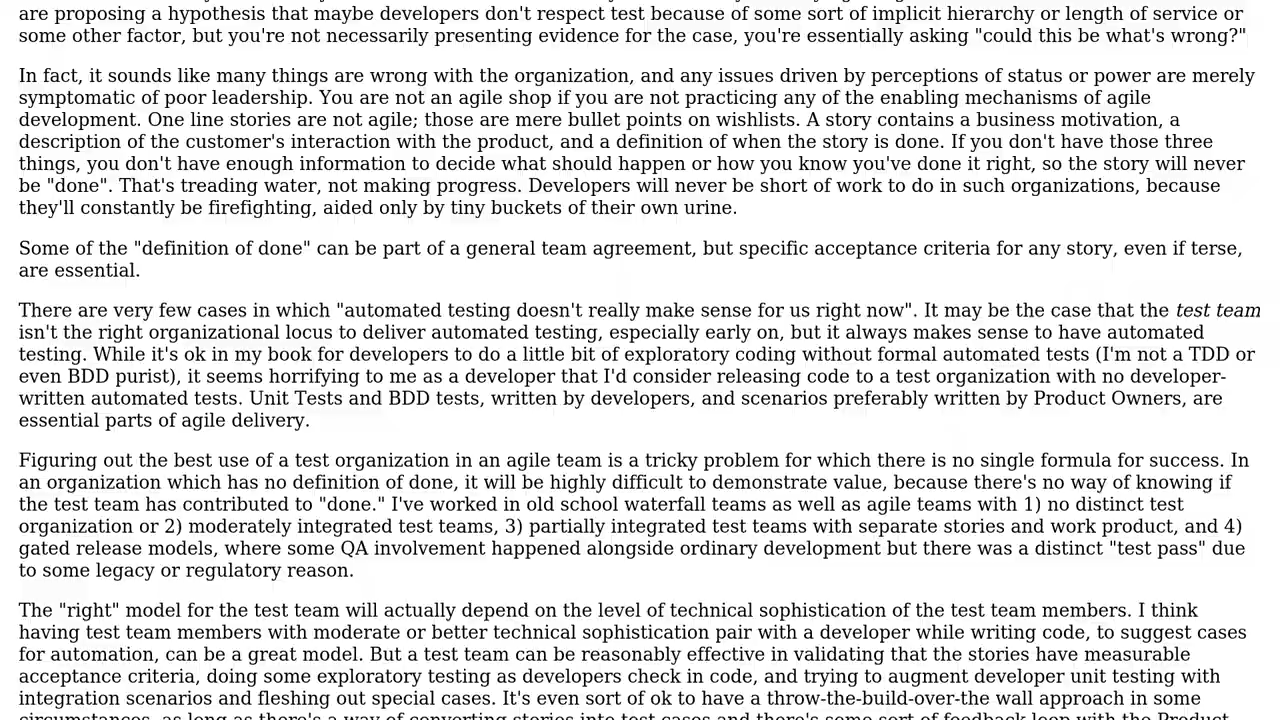 are proposing a hypothesis that maybe developers don't respect test because of some sort of implicit hierarchy or length of service or
some other factor, but you're not necessarily presenting evidence for the case, you're essentially asking "could this be what's wrong?"
In fact, it sounds like many things are wrong with the organization, and any issues driven by perceptions of status or power are merely
symptomatic of poor leadership. You are not an agile shop if you are not practicing any of the enabling mechanisms of agile
development. One line stories are not agile; those are mere bullet points on wishlists. A story contains a business motivation, a
description of the customer's interaction with the product, and a definition of when the story is done. If you don't have those three
things, you don't have enough information to decide what should happen or how you know you've done it right, so the story will never
be "done". That's treading water, not making progress. Developers will never be short of work to do in such organizations, because
they'll constantly be firefighting, aided only by tiny buckets of their own urine.
Some of the "definition of done" can be part of a general team agreement, but specific acceptance criteria for any story, even if terse,
are essential.
There are very few cases in which "automated testing doesn't really make sense for us right now". It may be the case that the test team
isn't the right organizational locus to deliver automated testing, especially early on, but it always makes sense to have automated
testing. While it's ok in my book for developers to do a little bit of exploratory coding without formal automated tests (I'm not a TDD or
even BDD purist), it seems horrifying to me as a developer that I'd consider releasing code to a test organization with no developer-
written automated tests. Unit Tests and BDD tests, written by developers, and scenarios preferably written by Product Owners, are
essential parts of agile delivery.
Figuring out the best use of a test organization in an agile team is a tricky problem for which there is no single formula for success. In
an organization which has no definition of done, it will be highly difficult to demonstrate value, because there's no way of knowing if
the test team has contributed to "done." I've worked in old school waterfall teams as well as agile teams with 1) no distinct test
organization or 2) moderately integrated test teams, 3) partially integrated test teams with separate stories and work product, and 4)
gated release models, where some QA involvement happened alongside ordinary development but there was a distinct "test pass" due
to some legacy or regulatory reason.
The "right" model for the test team will actually depend on the level of technical sophistication of the test team members. I think
having test team members with moderate or better technical sophistication pair with a developer while writing code, to suggest cases
for automation, can be a great model. But a test team can be reasonably effective in validating that the stories have measurable
acceptance criteria, doing some exploratory testing as developers check in code, and trying to augment developer unit testing with
integration scenarios and fleshing out special cases. It's even sort of ok to have a throw-the-build-over-the wall approach in some
circumstances, as long as there's a way of converting stories into test cases and there's some sort of feedback loop with the Product